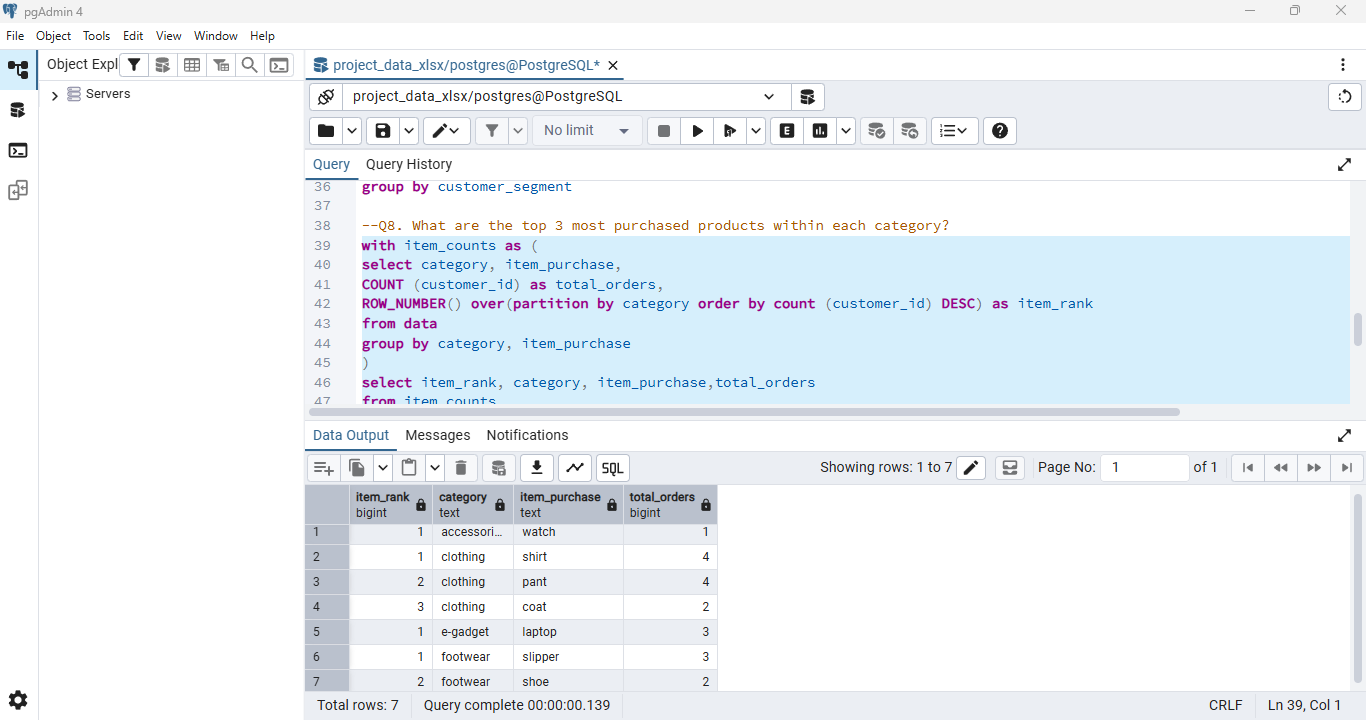 pgAdmin 4
File Object Tools Edit View Window Help
Object Expl
project_data_xlsx/postgres@PostgreSQL*
Servers
project_data_xlsx/postgres@PostgreSQL
No limit
E
Query Query History
36 group by customer_segment
37
38 --Q8. What are the top 3 most purchased products within each category?
39 with item_counts as (
40 select category, item_purchase,
41 COUNT (customer_id) as total_orders,
42 ROW_NUMBER() over(partition by category order by count (customer_id) DESC) as item_rank
43 from data
44 group by category, item_purchase
45 )
46 select item_rank, category, item_purchase,total_orders
47 from item_counts
Data Output Messages Notifications
SQL Showing rows: 1 to 7 Page No: 1 of 1
item_rank category item_purchase total_orders
bigint text text bigint
1 1 accessori... watch 1
2 1 clothing shirt 4
3 2 clothing pant 4
4 3 clothing coat 2
5 1 e-gadget laptop 3
6 1 footwear slipper 3
7 2 footwear shoe 2
Total rows: 7 Query complete 00:00:00.139 CRLF Ln 39, Col 1